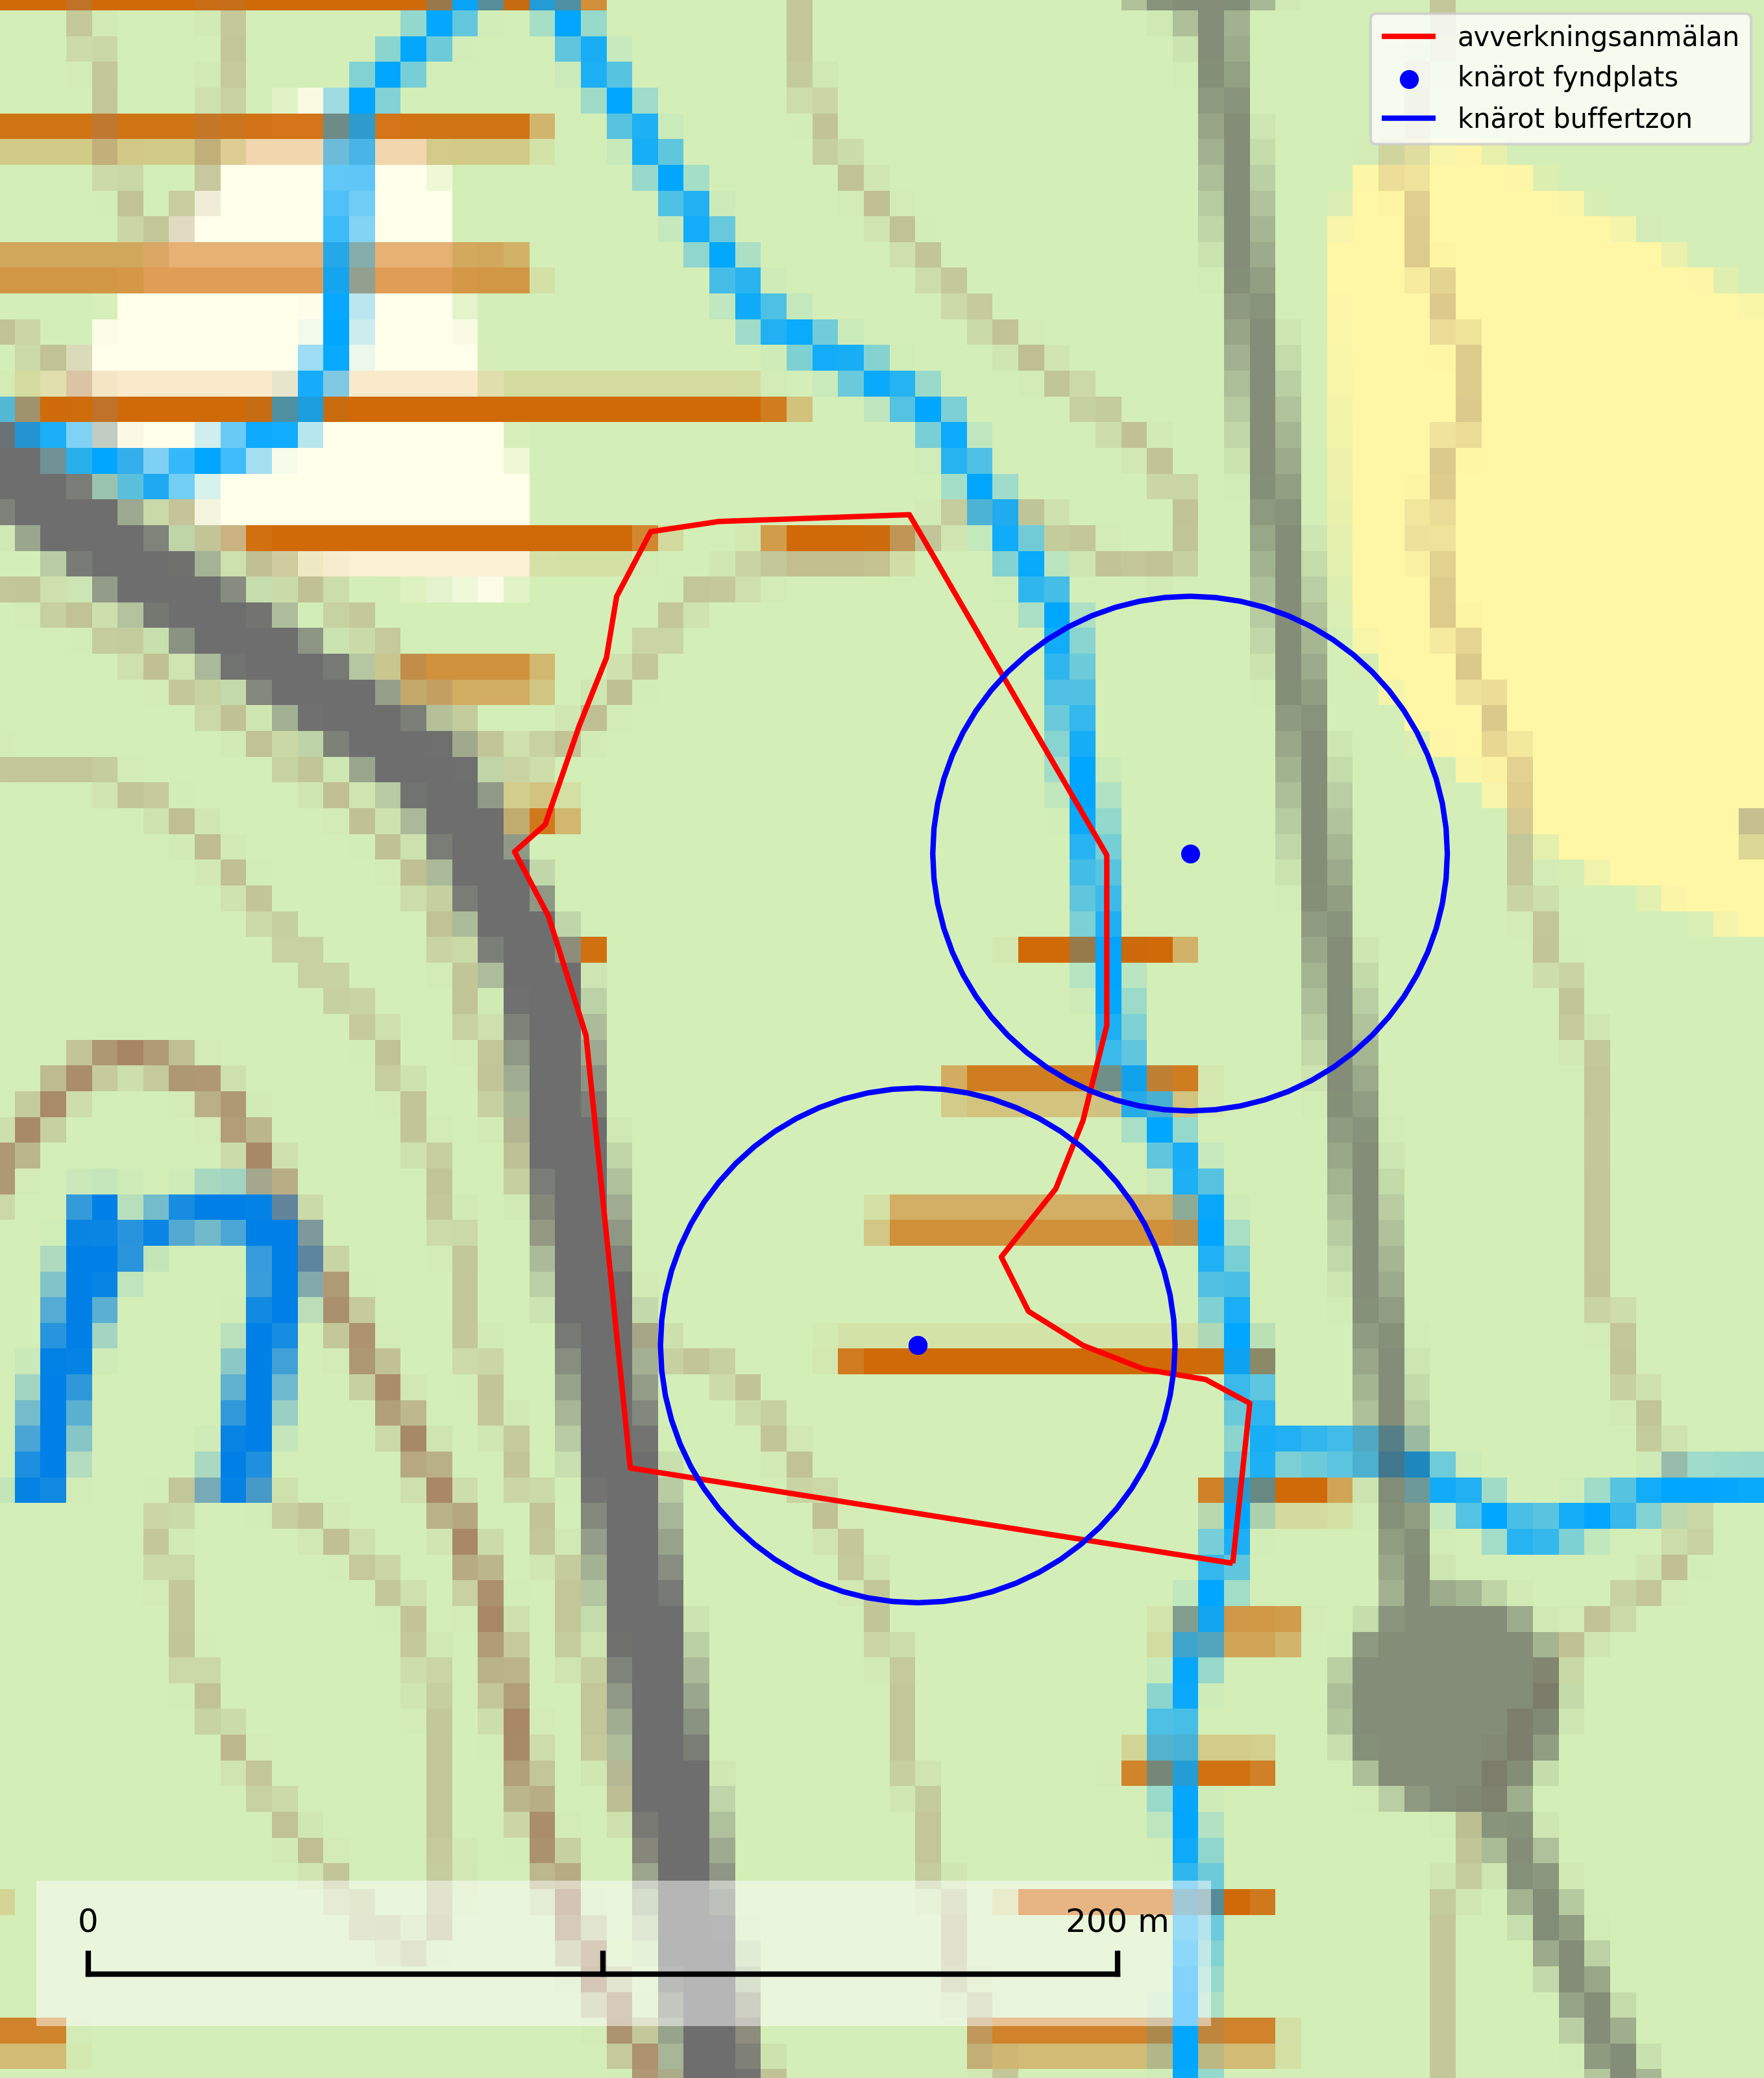 avverkningsanmälan
knärot fyndplats
knärot buffertzon
0
200 m